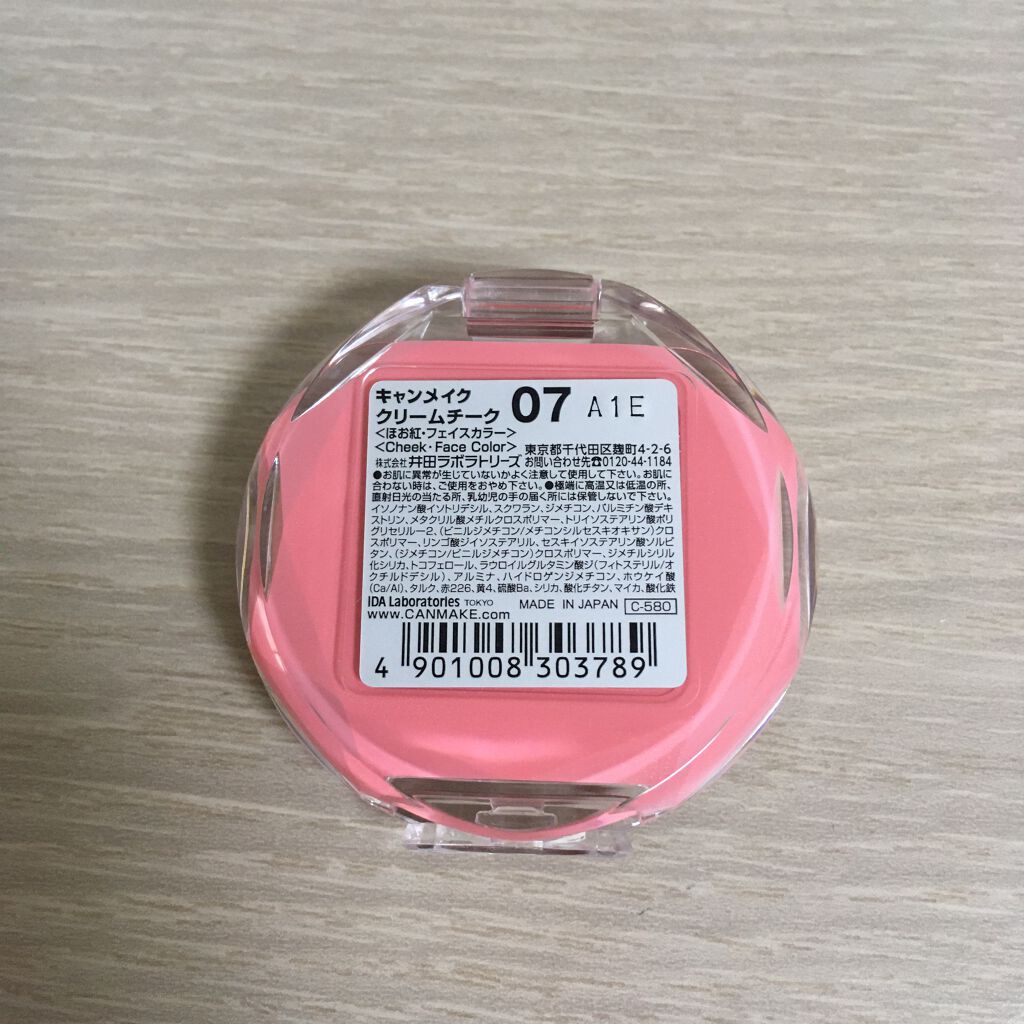 キャンメイク
クリームチーク 07 A1E
<ほお紅・フェイスカラー>
<Cheek・Face Color> 東京都千代田区麹町4-2-6
株式会社 井田ラボラトリーズ お問い合わせ先☎0120-44-1184
●お肌に異常が生じていないかよく注意して使用して下さい。お肌に
合わない時は、ご使用をおやめ下さい。●極端に高温又は低温の所、
直射日光の当たる所、乳幼児の手の届く所には保管しないで下さい。
イソノナン酸イソトリデシル、スクワラン、ジメチコン、パルミチン酸デキ
ストリン、メタクリル酸メチルクロスポリマー、トリイソステアリン酸ポリ
グリセリル－2、(ビニルジメチコン/メチコンシルセスキオキサン)クロ
スポリマー、リンゴ酸ジイソステアリル、セスキイソステアリン酸ソルビ
タン、(ジメチコン/ビニルジメチコン)クロスポリマー、ジメチルシリル
化シリカ、トコフェロール、ラウロイルグルタミン酸ジ(フィトステリル/オ
クチルドデシル)、アルミナ、ハイドロゲンジメチコン、ホウケイ酸
(Ca/Al)、タルク、赤226、黄4、硫酸Ba、シリカ、酸化チタン、マイカ、酸化鉄
IDA Laboratories TOKYO MADE IN JAPAN C-580
www.CANMAKE.com
4 901008 303789